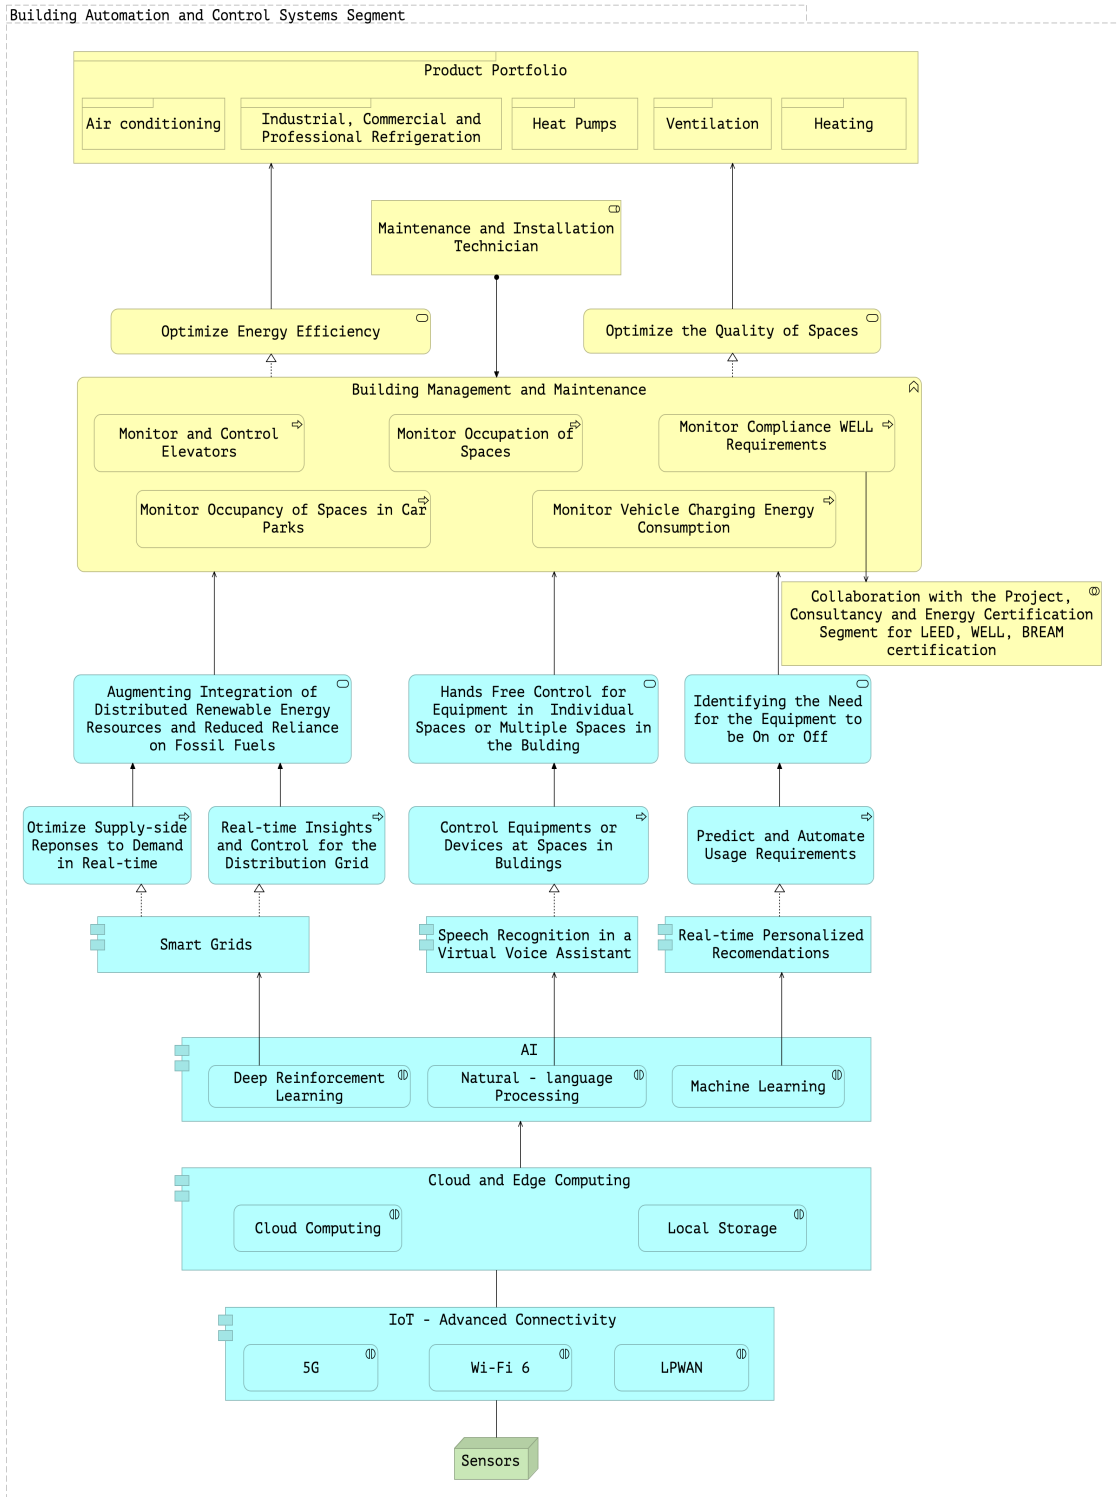 Building Automation and Control Systems Segment
Product Portfolio
Air conditioning
Industrial, Commercial and
Professional Refrigeration
Heat Pumps
Ventilation
Heating
Maintenance and Installation
Technician
Optimize Energy Efficiency
Optimize the Quality of Spaces
Building Management and Maintenance
Monitor and Control
Elevators
Monitor Occupation of
Spaces
Monitor Compliance WELL
Requirements
Monitor Occupancy of Spaces in Car
Parks
Monitor Vehicle Charging Energy
Consumption
Collaboration with the Project,
Consultancy and Energy Certification
Segment for LEED, WELL, BREAM
certification
Augmenting Integration of
Distributed Renewable Energy
Resources and Reduced Reliance
on Fossil Fuels
Hands Free Control for
Equipment in  Individual
Spaces or Multiple Spaces in
the Bulding
Identifying the Need
for the Equipment to
be On or Off
Otimize Supply-side
Reponses to Demand
in Real-time
Real-time Insights
and Control for the
Distribution Grid
Control Equipments or
Devices at Spaces in
Buldings
Predict and Automate
Usage Requirements
Smart Grids
Speech Recognition in a
Virtual Voice Assistant
Real-time Personalized
Recomendations
AI
Deep Reinforcement
Learning
Natural - language
Processing
Machine Learning
Cloud and Edge Computing
Cloud Computing
Local Storage
IoT - Advanced Connectivity
5G
Wi-Fi 6
LPWAN
Sensors